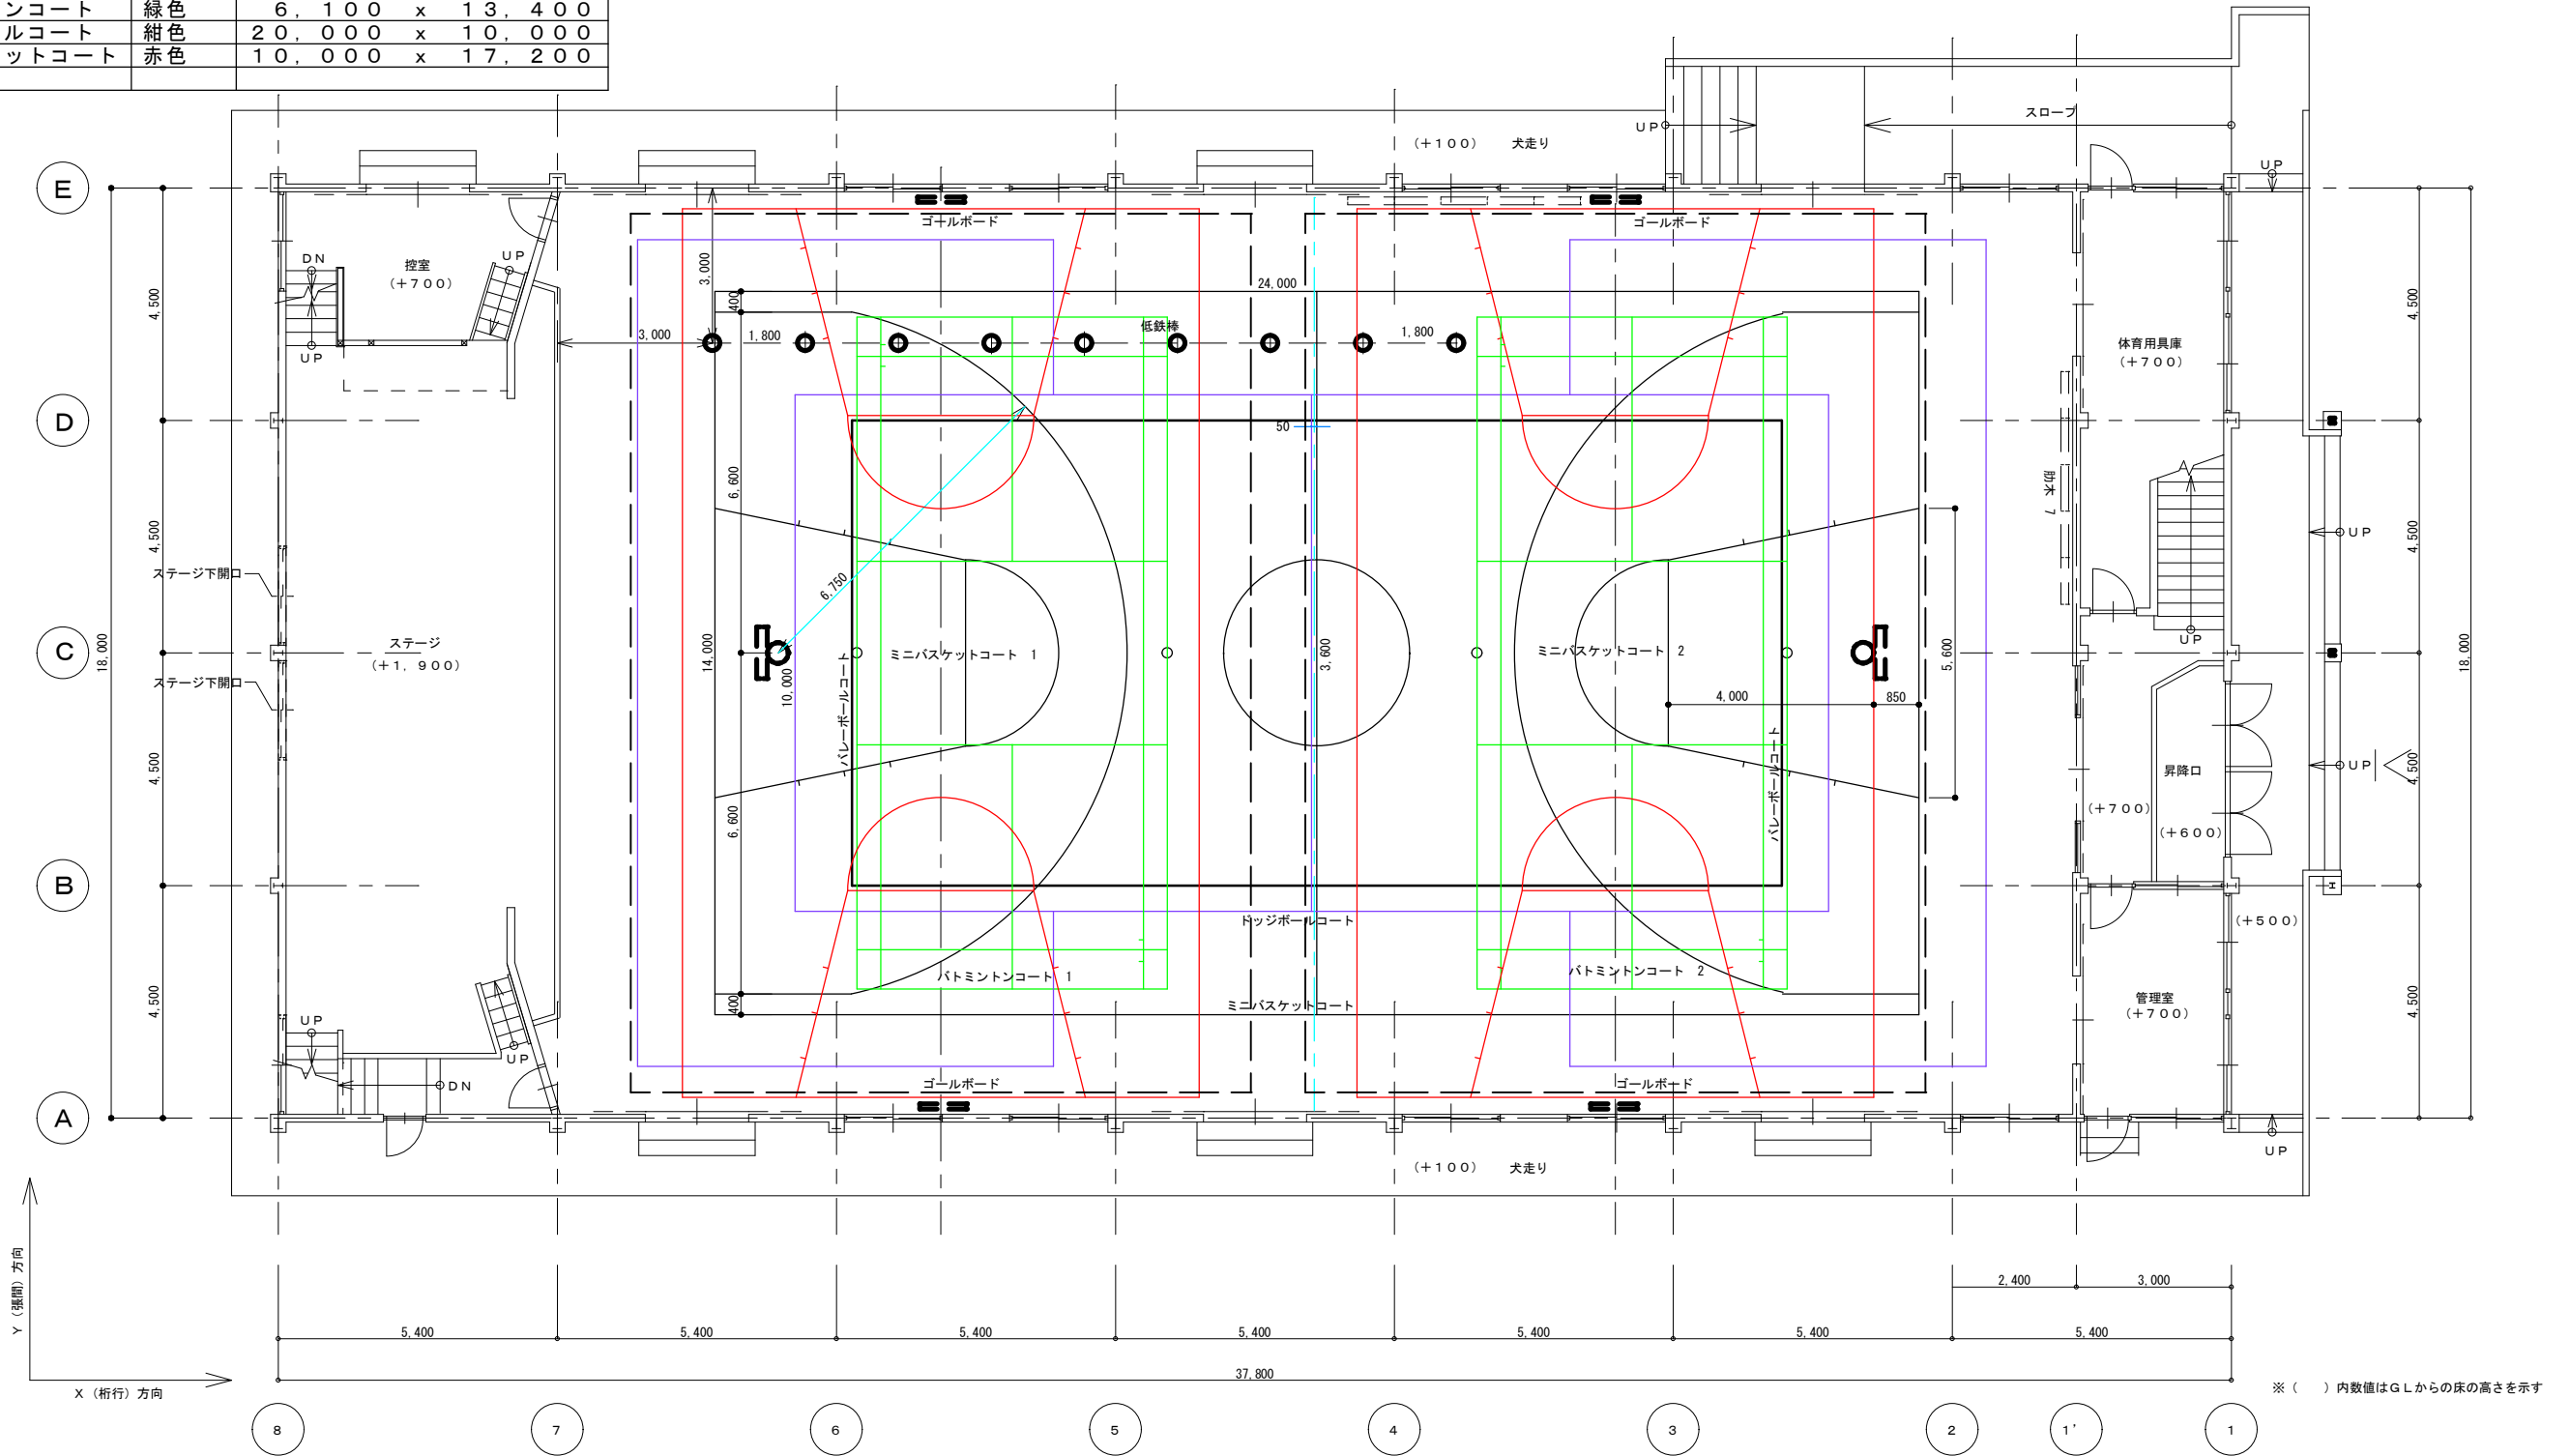 ンコート 緑色 6,100 x 13,400
ルコート 紺色 20,000 x 10,000
ットコート 赤色 10,000 x 17,200
スロープ
UP
(+100) 犬走り
UP
E
ゴールボード
ゴールボード
DN
控室
(+700)
UP
3,000
24,000
4,500
400
4,500
UP
3,000
1,800
低鉄棒
1,800
体育用具庫
(+700)
D
50
6,600
肋木 7
4,500
4,500
UP
ステージ下開口
6,750
C
18,000
ステージ
(+1,900)
14,000
10,000
バレーボールコート
ミニバスケットコート 1
3,600
ミニバスケットコート 2
5,600
UP
18,000
ステージ下開口
4,000
850
バレーボールコート
4,500
6,600
昇降口
UP
4,500
(+700)
(+600)
B
ドッジボールコート
(+500)
バトミントンコート 1
バトミントンコート 2
4,500
400
ミニバスケットコート
管理室
(+700)
4,500
UP
UP
DN
ゴールボード
ゴールボード
A
UP
(+100) 犬走り
Y(張間)方向
2,400
3,000
5,400
5,400
5,400
5,400
5,400
5,400
5,400
37,800
X(桁行)方向
※( )内数値はGLからの床の高さを示す
8
7
6
5
4
3
2
1'
1